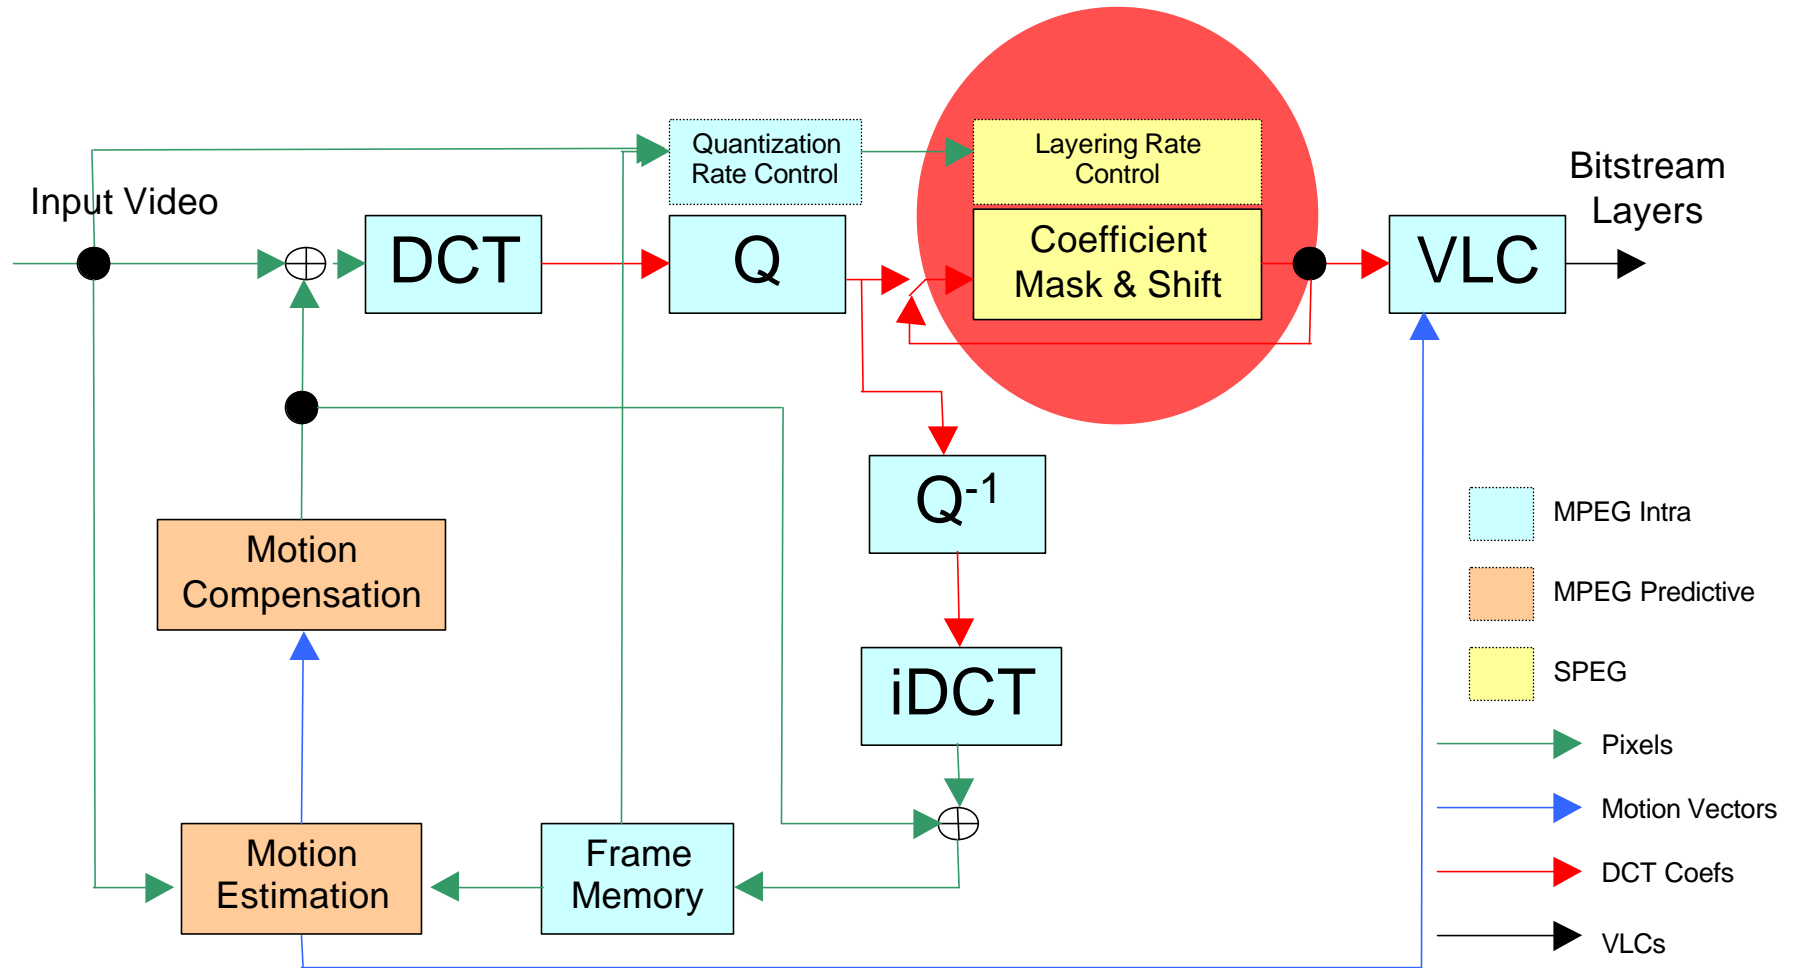 Quantization
Rate Control
Layering Rate
Control
Bitstream
Layers
Input Video
DCT
Q
Coefficient
Mask & Shift
VLC
Q-1
Motion
Compensation
iDCT
Motion
Estimation
Frame
Memory
MPEG Intra
MPEG Predictive
SPEG
Pixels
Motion Vectors
DCT Coefs
VLCs